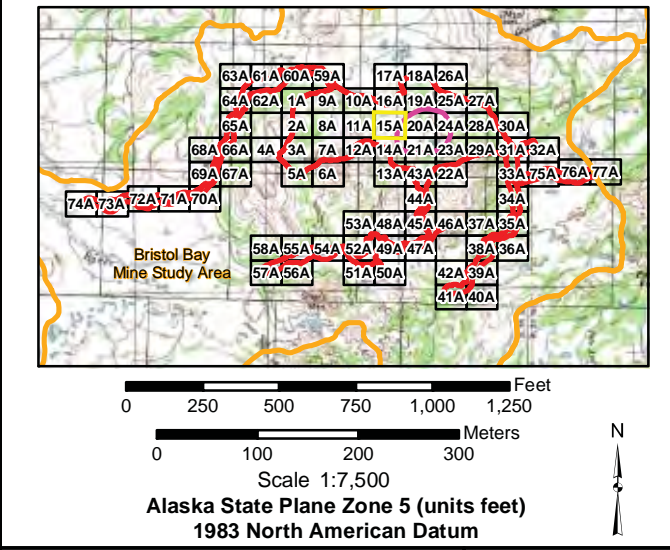 63A 61A 60A 59A 17A 18A 26A
64A 62A 1A 9A 10A 16A 19A 25A 27A
65A 2A 8A 11A 15A 20A 24A 28A 30A
68A 66A 4A 3A 7A 12A 14A 21A 23A 29A 31A 32A
69A 67A 5A 6A 13A 43A 22A 33A 75A 76A 77A
74A 73A 72A 71A 70A 44A 34A
53A 48A 45A 46A 37A 35A
Bristol Bay
Mine Study Area
58A 55A 54A 52A 49A 47A 38A 36A
57A 56A 51A 50A 42A 39A
41A 40A
Feet
0 250 500 750 1,000 1,250
Meters
0 100 200 300
N
Scale 1:7,500
Alaska State Plane Zone 5 (units feet)
1983 North American Datum